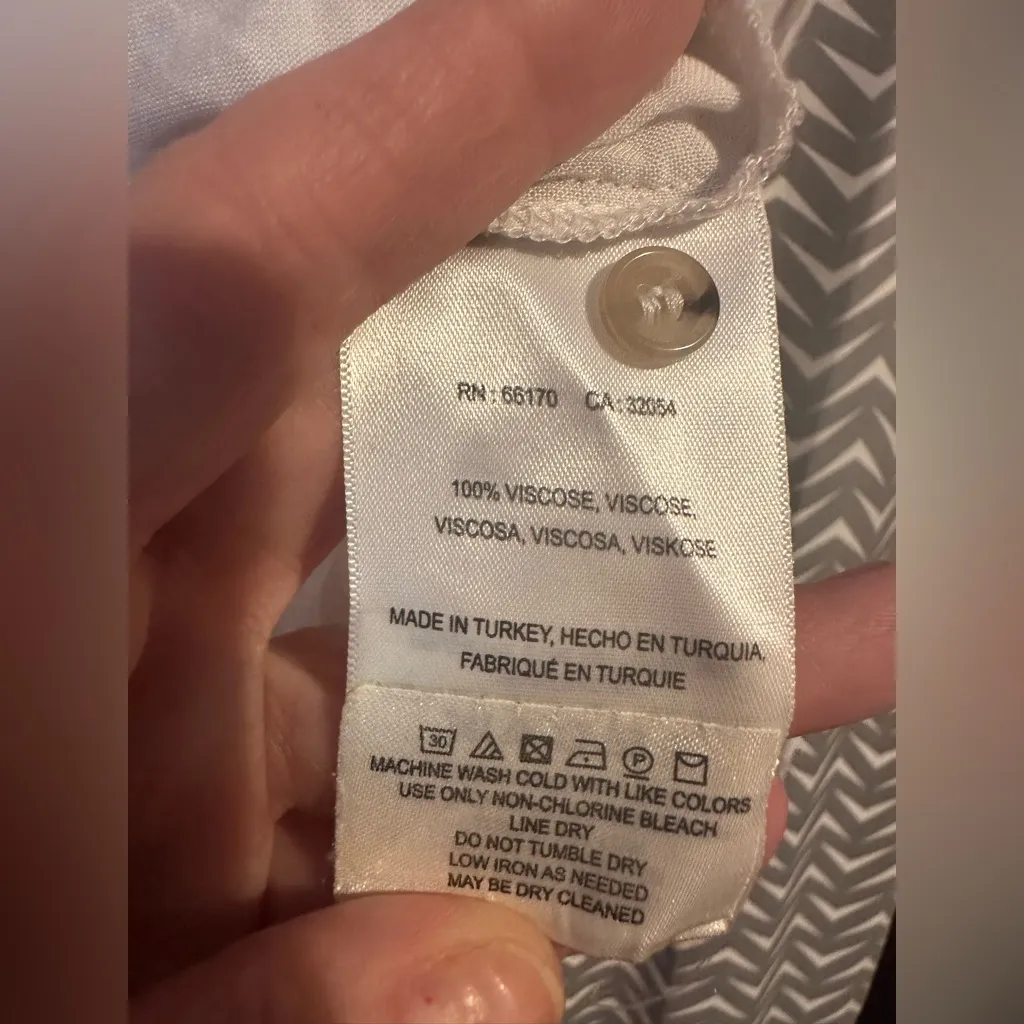 RN : 66170 CA : 32054
100% VISCOSE, VISCOSE,
VISCOSA, VISCOSA, VISKOSE
MADE IN TURKEY, HECHO EN TURQUIA,
FABRIQUÉ EN TURQUIE
30 P
MACHINE WASH COLD WITH LIKE COLORS
USE ONLY NON-CHLORINE BLEACH
LINE DRY
DO NOT TUMBLE DRY
LOW IRON AS NEEDED
MAY BE DRY CLEANED